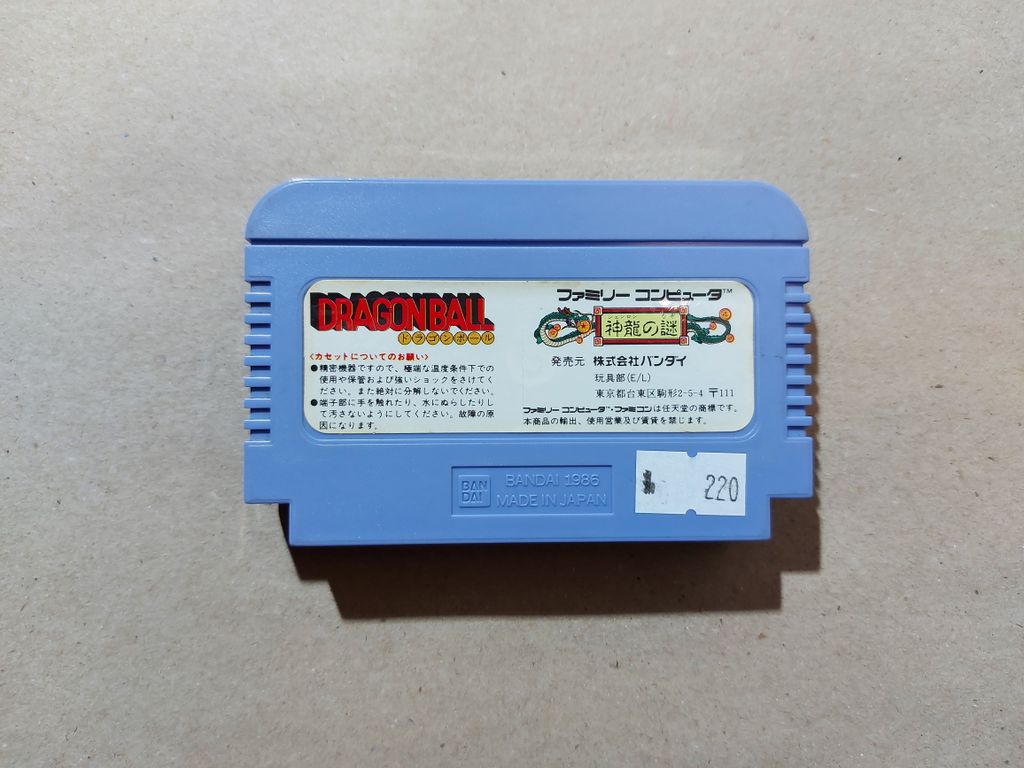 DRAGONBALL
ドラゴンボール
〈カセットについてのお願い〉
●精密機器ですので、極端な温度条件下での
使用や保管および強いショックをさけてく
ださい。また絶対に分解しないでください。
●端子部に手を触れたり、水にぬらしたりし
て汚さないようにしてください。故障の原
因になります。
ファミリー コンピュータ™
神龍の謎
発売元 株式会社バンダイ
玩具部(E/L)
東京都台東区駒形2-5-4 〒111
ファミリー コンピュータ™・ファミコンは任天堂の商標です。
本商品の輸出、使用営業及び賃貸を禁じます。
BAN
DAI
BANDAI 1986
MADE IN JAPAN
220